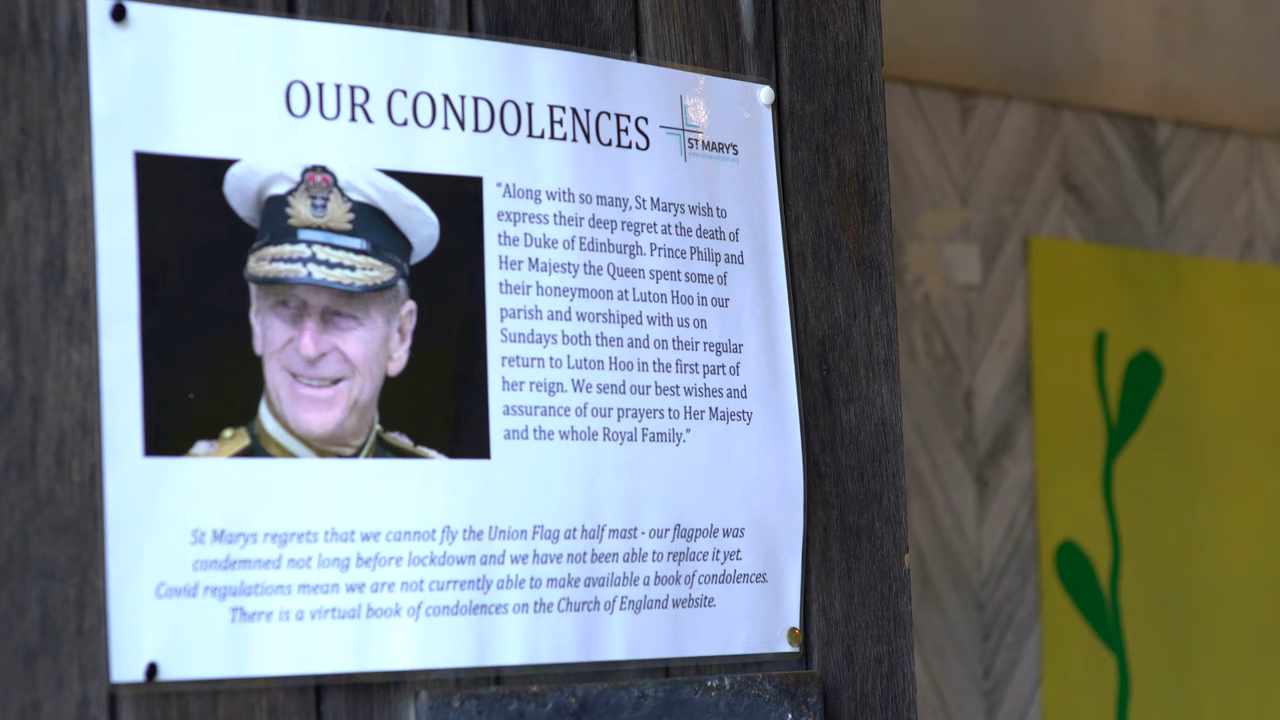 OUR CONDOLENCES
ST MARY'S
“Along with so many, St Marys wish to
express their deep regret at the death of
the Duke of Edinburgh. Prince Philip and
Her Majesty the Queen spent some of
their honeymoon at Luton Hoo in our
parish and worshiped with us on
Sundays both then and on their regular
return to Luton Hoo in the first part of
her reign. We send our best wishes and
assurance of our prayers to Her Majesty
and the whole Royal Family.”
St Marys regrets that we cannot fly the Union Flag at half mast - our flagpole was
condemned not long before lockdown and we have not been able to replace it yet.
Covid regulations mean we are not currently able to make available a book of condolences.
There is a virtual book of condolences on the Church of England website.